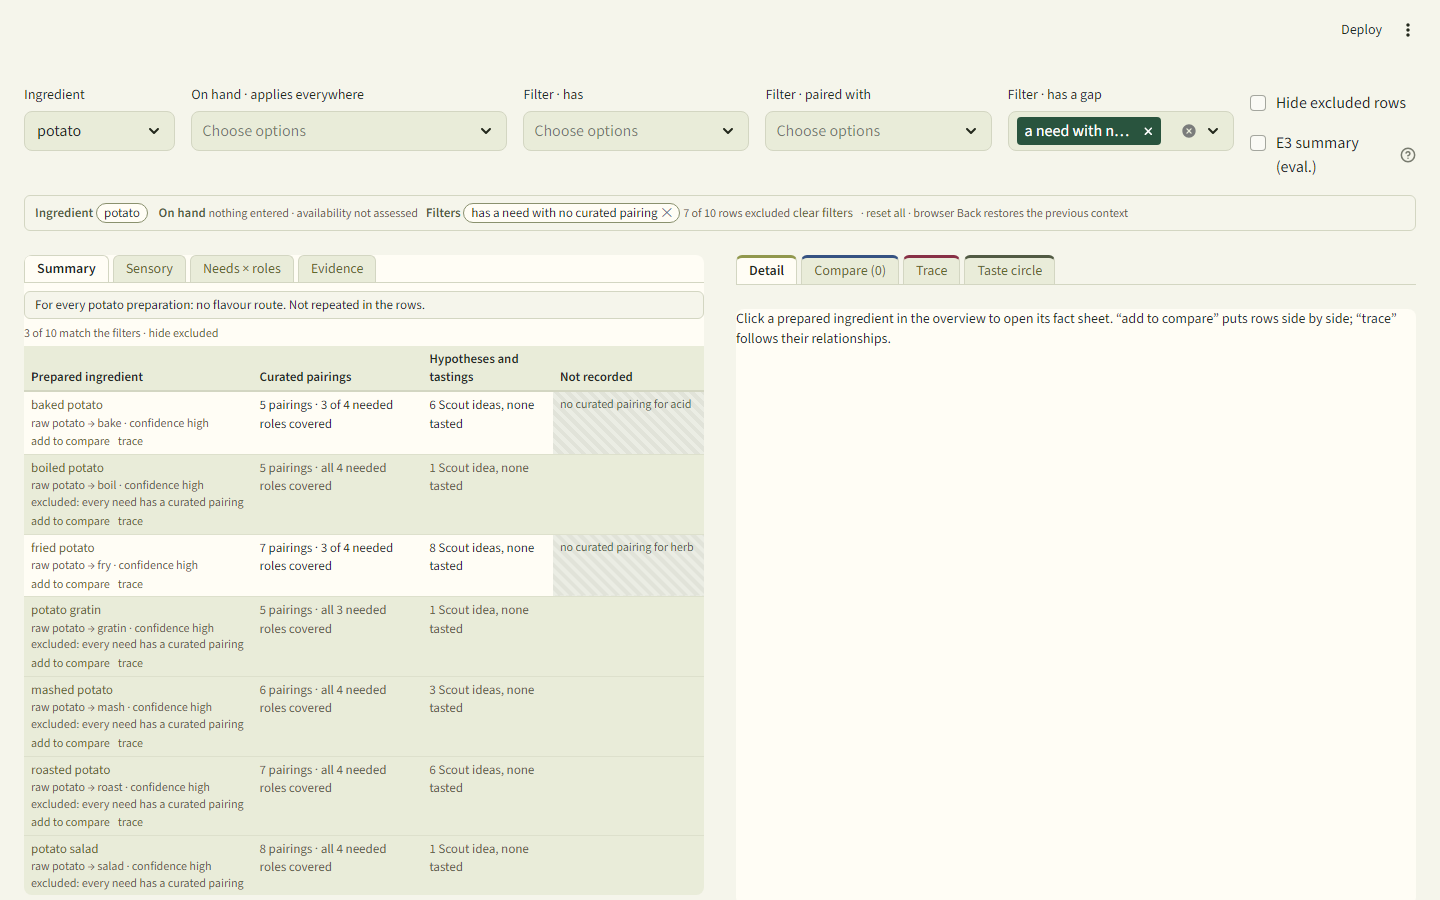 Deploy
Ingredient
On hand · applies everywhere
Filter · has
Filter · paired with
Filter · has a gap
potato
Choose options
Choose options
Choose options
a need with n…
Hide excluded rows
E3 summary
(eval.)
Ingredient potato On hand nothing entered · availability not assessed Filters has a need with no curated pairing 7 of 10 rows excluded clear filters · reset all · browser Back restores the previous context
Summary
Sensory
Needs × roles
Evidence
For every potato preparation: no flavour route. Not repeated in the rows.
3 of 10 match the filters · hide excluded
Prepared ingredient
Curated pairings
Hypotheses and
tastings
Not recorded
baked potato
raw potato → bake · confidence high
add to compare trace
5 pairings · 3 of 4 needed
roles covered
6 Scout ideas, none
tasted
no curated pairing for acid
boiled potato
raw potato → boil · confidence high
excluded: every need has a curated pairing
add to compare trace
5 pairings · all 4 needed
roles covered
1 Scout idea, none
tasted
fried potato
raw potato → fry · confidence high
add to compare trace
7 pairings · 3 of 4 needed
roles covered
8 Scout ideas, none
tasted
no curated pairing for herb
potato gratin
raw potato → gratin · confidence high
excluded: every need has a curated pairing
add to compare trace
5 pairings · all 3 needed
roles covered
1 Scout idea, none
tasted
mashed potato
raw potato → mash · confidence high
excluded: every need has a curated pairing
add to compare trace
6 pairings · all 4 needed
roles covered
3 Scout ideas, none
tasted
roasted potato
raw potato → roast · confidence high
excluded: every need has a curated pairing
add to compare trace
7 pairings · all 4 needed
roles covered
6 Scout ideas, none
tasted
potato salad
raw potato → salad · confidence high
excluded: every need has a curated pairing
8 pairings · all 4 needed
roles covered
1 Scout idea, none
tasted
Detail
Compare (0)
Trace
Taste circle
Click a prepared ingredient in the overview to open its fact sheet. “add to compare” puts rows side by side; “trace”
follows their relationships.